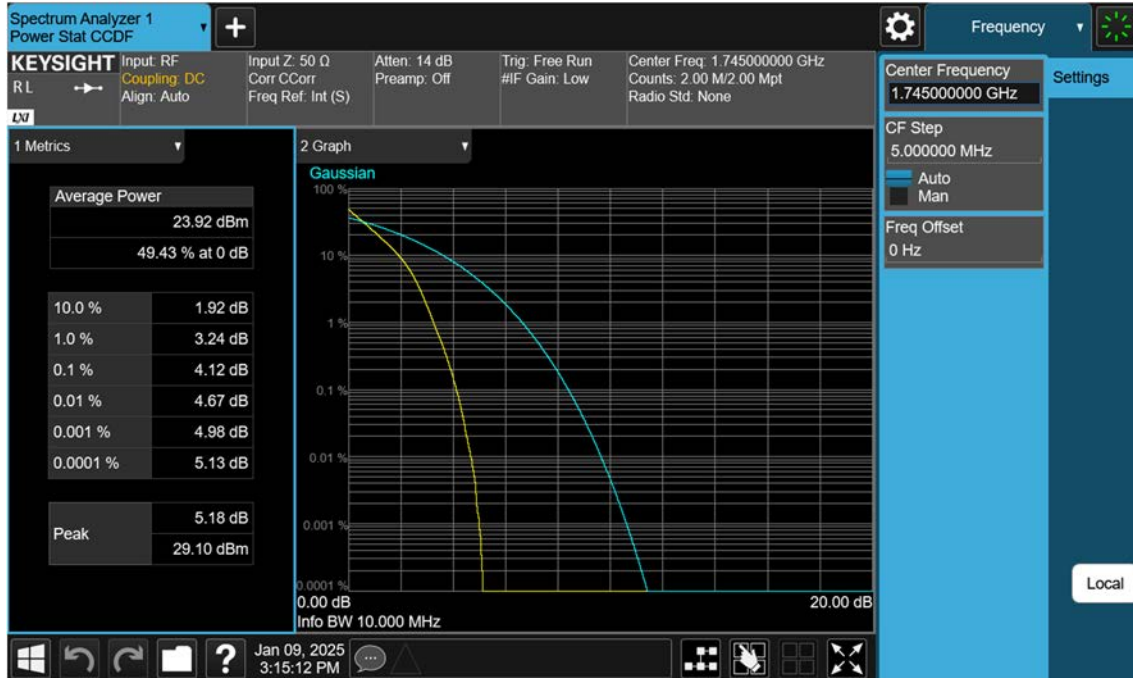 Spectrum Analyzer 1
Power Stat CCDF
Frequency
KEYSIGHT
R L
LXI
Input: RF
Coupling: DC
Align: Auto
Input Z: 50 Ω
Corr CCorr
Freq Ref: Int (S)
Atten: 14 dB
Preamp: Off
Trig: Free Run
#IF Gain: Low
Center Freq: 1.745000000 GHz
Counts: 2.00 M/2.00 Mpt
Radio Std: None
Center Frequency
1.745000000 GHz
Settings
CF Step
5.000000 MHz
Auto
Man
Freq Offset
0 Hz
Local
1 Metrics
Average Power
23.92 dBm
49.43 % at 0 dB
10.0 % 1.92 dB
1.0 % 3.24 dB
0.1 % 4.12 dB
0.01 % 4.67 dB
0.001 % 4.98 dB
0.0001 % 5.13 dB
Peak
5.18 dB
29.10 dBm
2 Graph
Gaussian
100 %
10 %
1 %
0.1 %
0.01 %
0.001 %
0.0001 %
0.00 dB 20.00 dB
Info BW 10.000 MHz
?
Jan 09, 2025
3:15:12 PM